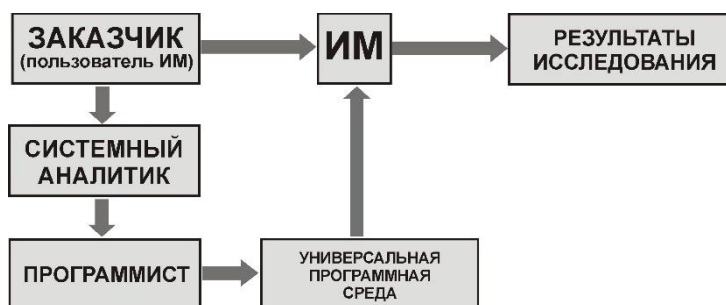 ЗАКАЗЧИК
(пользователь ИМ)
ИМ
РЕЗУЛЬТАТЫ
ИССЛЕДОВАНИЯ
СИСТЕМНЫЙ
АНАЛИТИК
ПРОГРАММИСТ
УНИВЕРСАЛЬНАЯ
ПРОГРАММНАЯ
СРЕДА